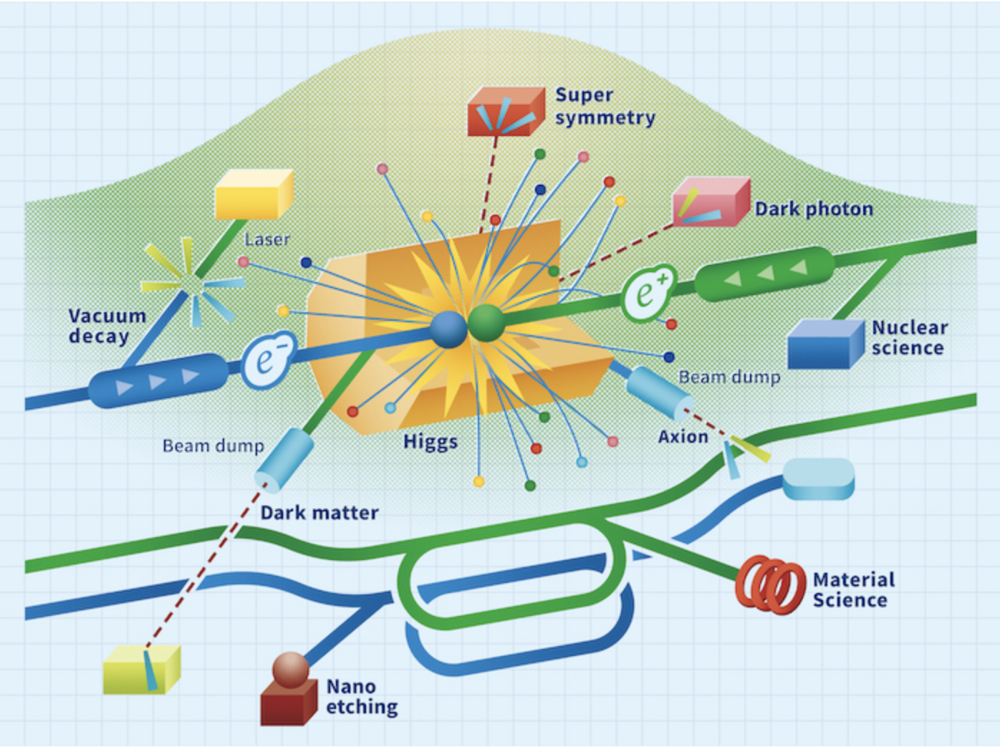 Super
symmetry
Dark photon
Laser
e+
Vacuum
decay
Nuclear
science
e−
Beam dump
Axion
Beam dump
Higgs
Dark matter
Material
Science
Nano
etching